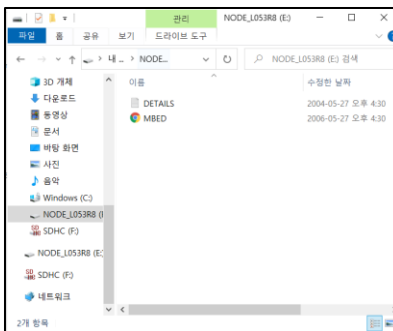 관리
NODE_L053R8 (E:)
파일
홈
공유
보기
드라이브 도구
내 ... > NODE...
NODE_L053R8 (E:) 검색
이름
수정한 날짜
3D 개체
다운로드
동영상
문서
바탕 화면
사진
음악
Windows (C:)
NODE_L053R8 (I
SDHC (F:)
NODE_L053R8 (E:
SDHC (F:)
네트워크
DETAILS
2004-05-27 오후 4:30
MBED
2006-05-27 오후 4:30
2개 항목